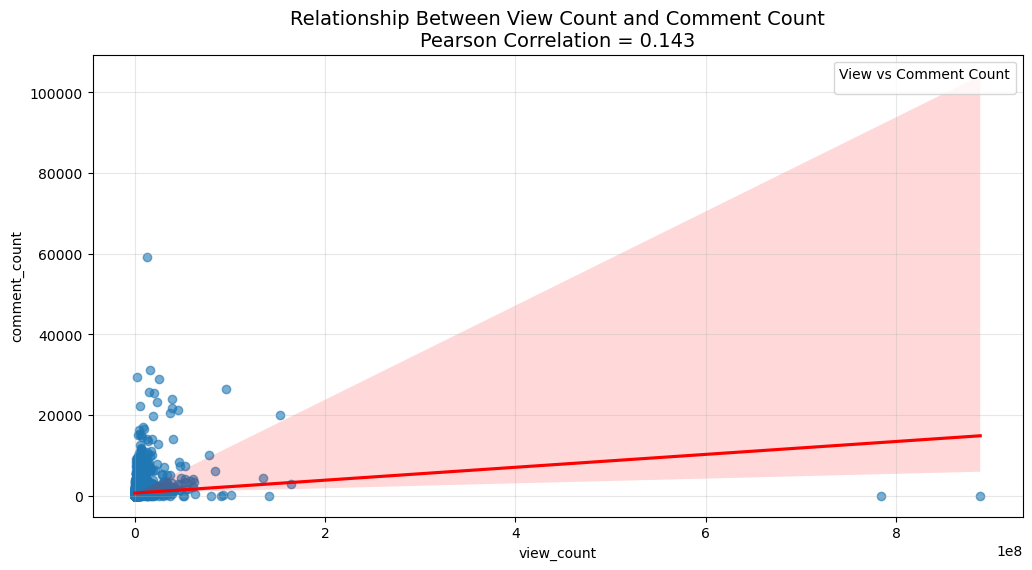 Relationship Between View Count and Comment Count
Pearson Correlation = 0.143
View vs Comment Count
100000
80000
60000
40000
20000
0
comment_count
0
2
4
6
8
1e8
view_count